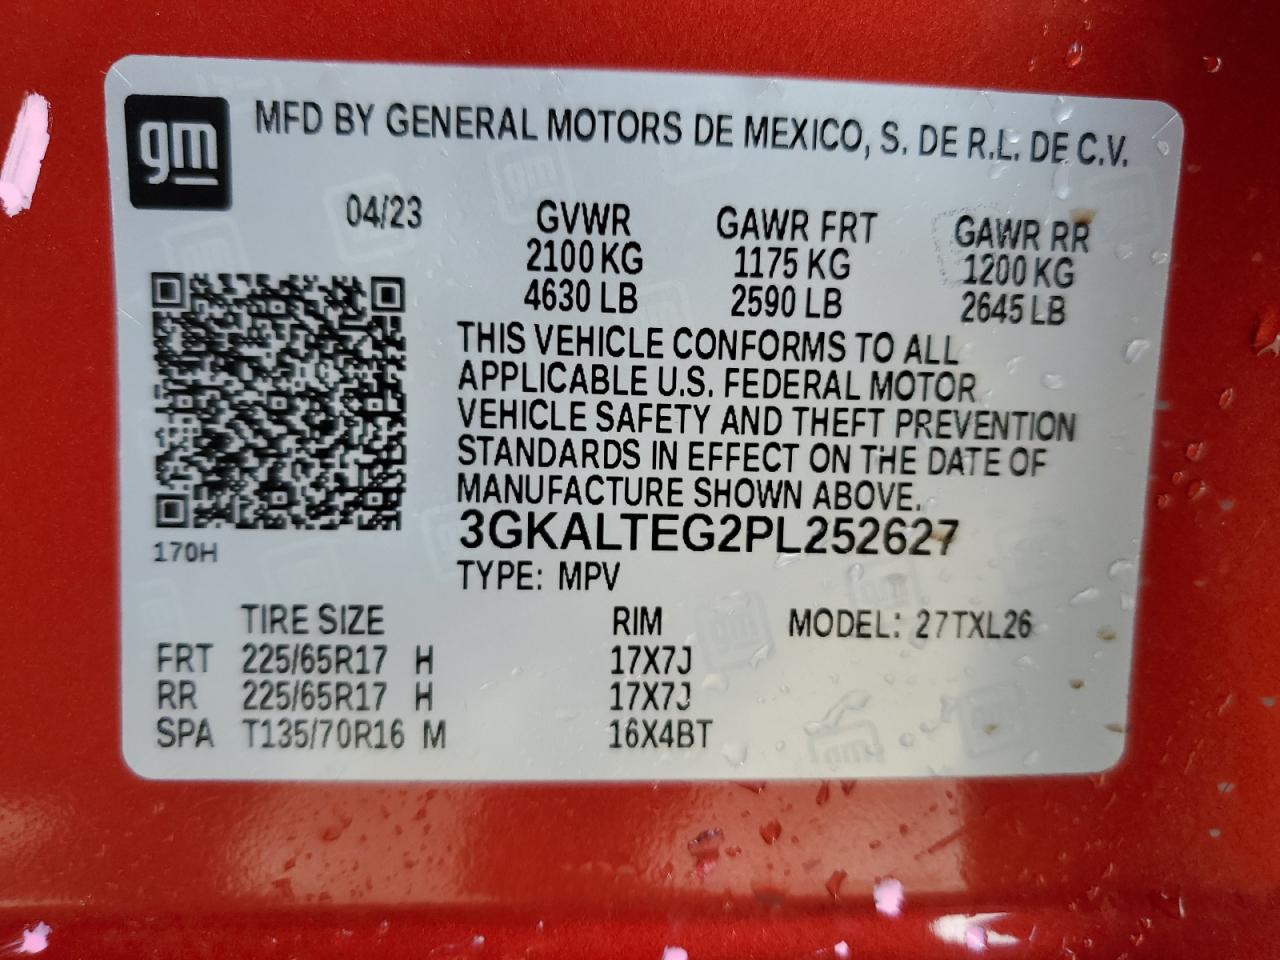 gm
MFD BY GENERAL MOTORS DE MEXICO, S. DE R.L. DE C.V.
04/23
GVWR GAWR FRT GAWR RR
2100 KG 1175 KG 1200 KG
4630 LB 2590 LB 2645 LB
THIS VEHICLE CONFORMS TO ALL
APPLICABLE U.S. FEDERAL MOTOR
VEHICLE SAFETY AND THEFT PREVENTION
STANDARDS IN EFFECT ON THE DATE OF
MANUFACTURE SHOWN ABOVE.
3GKALTEG2PL252627
170H
TYPE: MPV
TIRE SIZE RIM MODEL: 27TXL26
FRT 225/65R17 H 17X7J
RR 225/65R17 H 17X7J
SPA T135/70R16 M 16X4BT